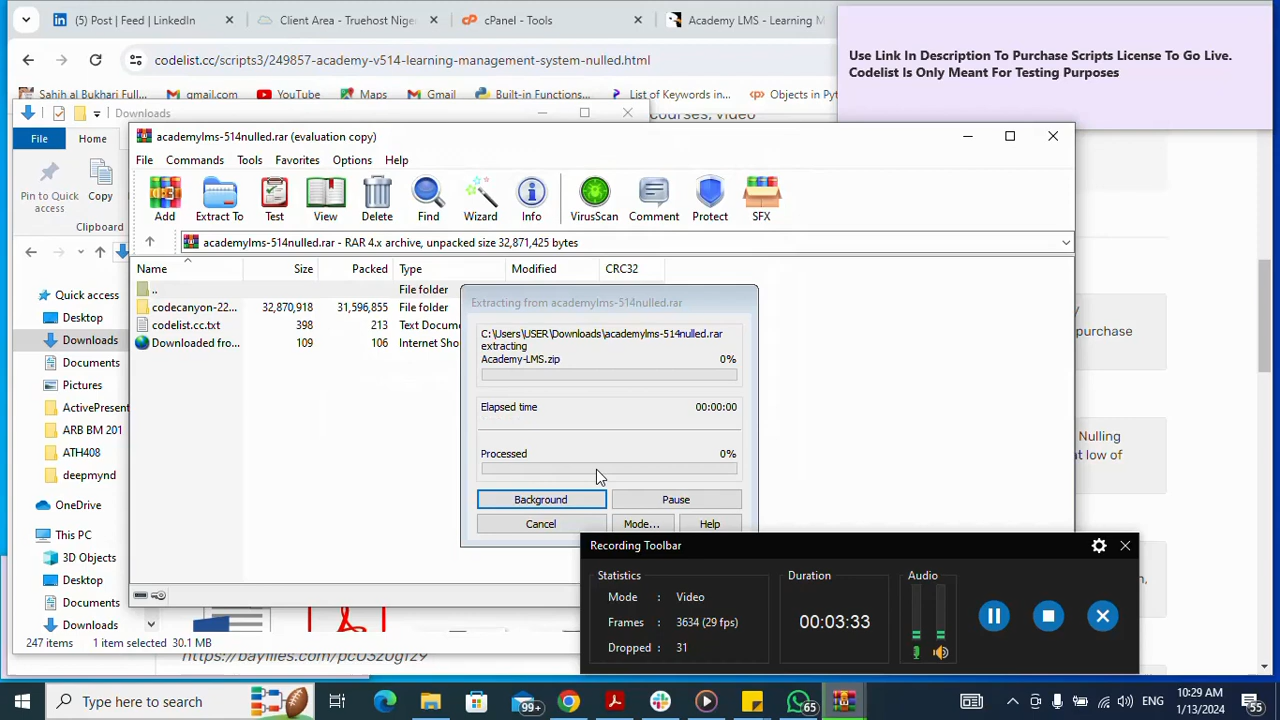 (5) Post | Feed | LinkedIn
Client Area - Truehost Nige
cPanel - Tools
Academy LMS - Learning M
codelist.cc/scripts3/249857-academy-v514-learning-management-system-nulled.html
Use Link In Description To Purchase Scripts License To Go Live.
Codelist Is Only Meant For Testing Purposes
Sahih al Bukhari Full...
gmail.com
YouTube
Maps
Gmail
Built-in Functions...
List of Keywords in...
Objects in Pyt
Downloads
courses, video
File
Home
academylms-514nulled.rar (evaluation copy)
File Commands Tools Favorites Options Help
Pin to Quick access
Copy
Clipboard
Add
Extract To
Test
View
Delete
Find
Wizard
Info
VirusScan
Comment
Protect
SFX
academylms-514nulled.rar - RAR 4.x archive, unpacked size 32,871,425 bytes
Name Size Packed Type Modified CRC32
.. File folder
codecanyon-22... 32,870,918 31,596,855 File folder
codelist.cc.txt 398 213 Text Docume
Downloaded fro... 109 106 Internet Sho
Quick access
Desktop
Downloads
Documents
Pictures
ActivePresent
ARB BM 201
ATH408
deepmynd
OneDrive
This PC
3D Objects
Desktop
Documents
Downloads
247 items 1 item selected 30.1 MB
Extracting from academylms-514nulled.rar
C:\Users\USER\Downloads\academylms-514nulled.rar
extracting
Academy-LMS.zip 0%
Elapsed time 00:00:00
Processed 0%
Background
Pause
Cancel
Mode...
Help
purchase
Nulling
at low of
Recording Toolbar
Statistics
Mode : Video
Frames : 3634 (29 fps)
Dropped : 31
Duration
00:03:33
Audio
Type here to search
99+
65
ENG
10:29 AM
1/13/2024
55